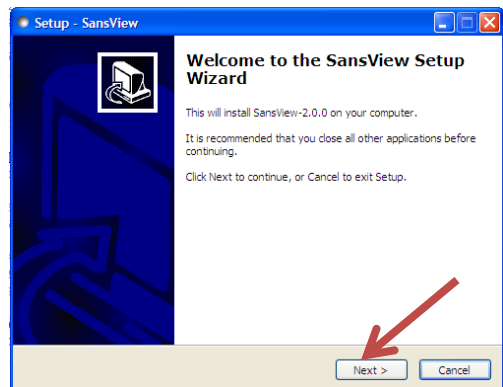 Setup - SansView
Welcome to the SansView Setup
Wizard
This will install SansView-2.0.0 on your computer.
It is recommended that you close all other applications before
continuing.
Click Next to continue, or Cancel to exit Setup.
Next >
Cancel